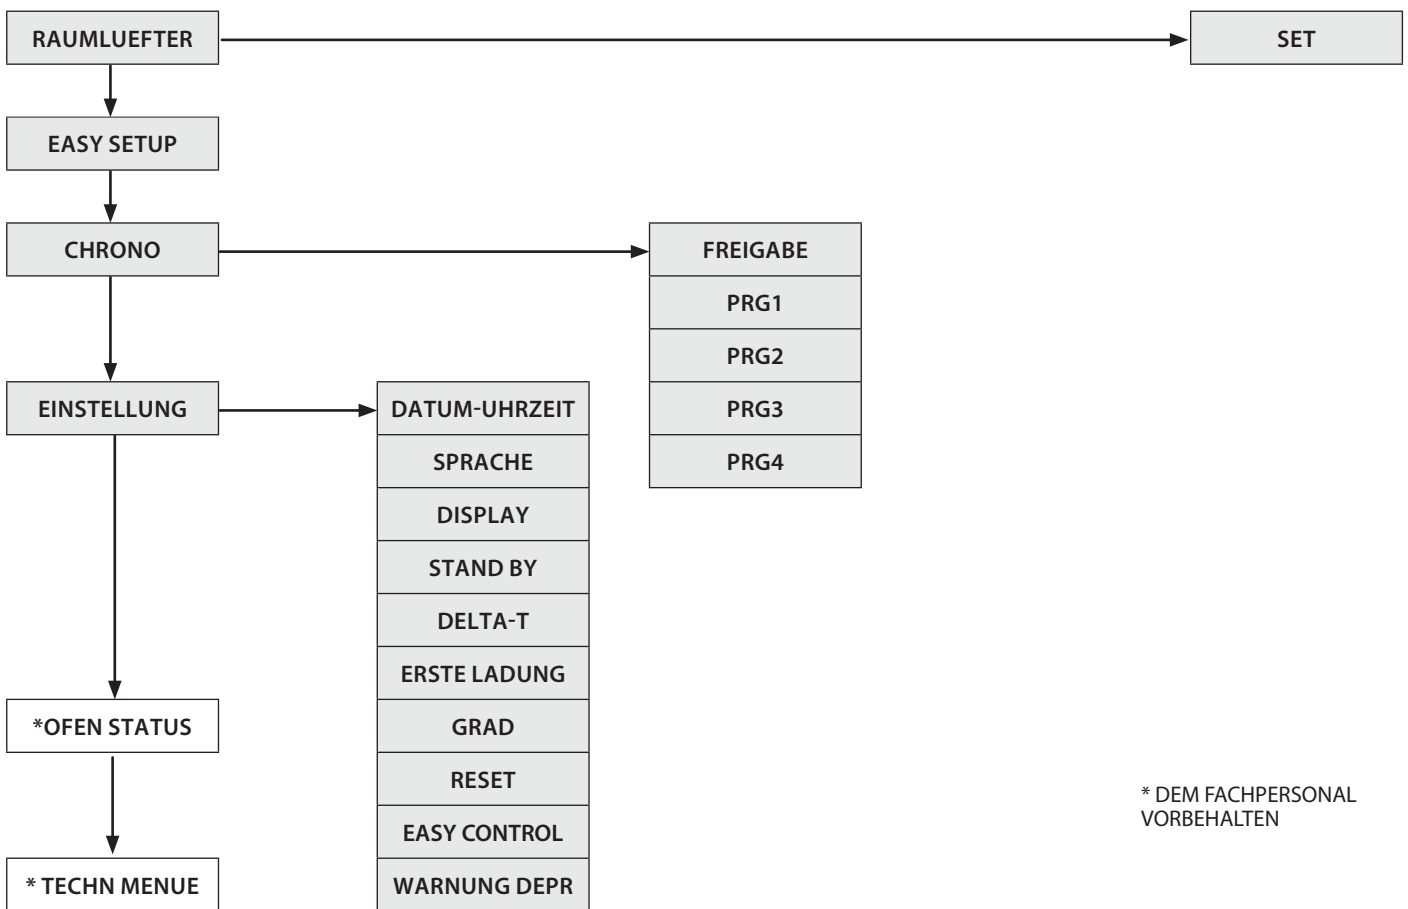 RAUMLUEFTER
SET
EASY SETUP
CHRONO
FREIGABE
PRG1
PRG2
PRG3
PRG4
EINSTELLUNG
DATUM-UHRZEIT
SPRACHE
DISPLAY
STAND BY
DELTA-T
ERSTE LADUNG
GRAD
RESET
EASY CONTROL
WARNUNG DEPR
*OFEN STATUS
* TECHN MENUE
* DEM FACHPERSONAL
VORBEHALTEN